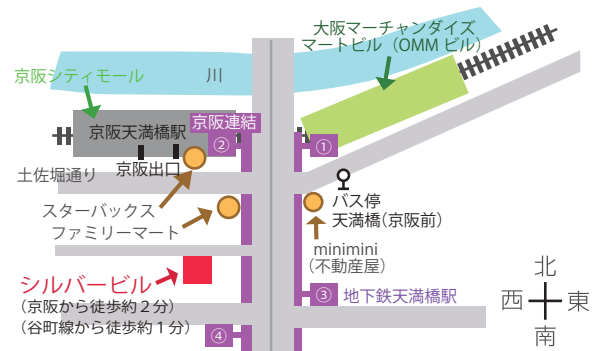 大阪マーチャンダイズ
マートビル（OMM ビル）
京阪シティモール
川
京阪連結
京阪天満橋駅
②
①
京阪出口
土佐堀通り
スターバックス
ファミリーマート
バス停
天満橋(京阪前)
minimini
（不動産屋）
シルバービル
（京阪から徒歩約２分）
（谷町線から徒歩約１分）
③
地下鉄天満橋駅
④
北
西
東
南